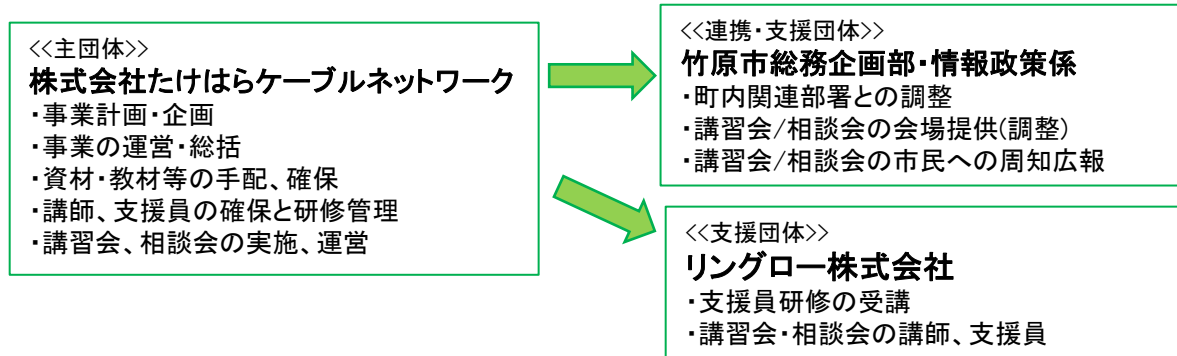 <<主団体>>
株式会社たけはらケーブルネットワーク
・事業計画・企画
・事業の運営・総括
・資材・教材等の手配、確保
・講師、支援員の確保と研修管理
・講習会、相談会の実施、運営
<<連携・支援団体>>
竹原市総務企画部・情報政策係
・町内関連部署との調整
・講習会/相談会の会場提供(調整)
・講習会/相談会の市民への周知広報
<<支援団体>>
リングロー株式会社
・支援員研修の受講
・講習会・相談会の講師、支援員